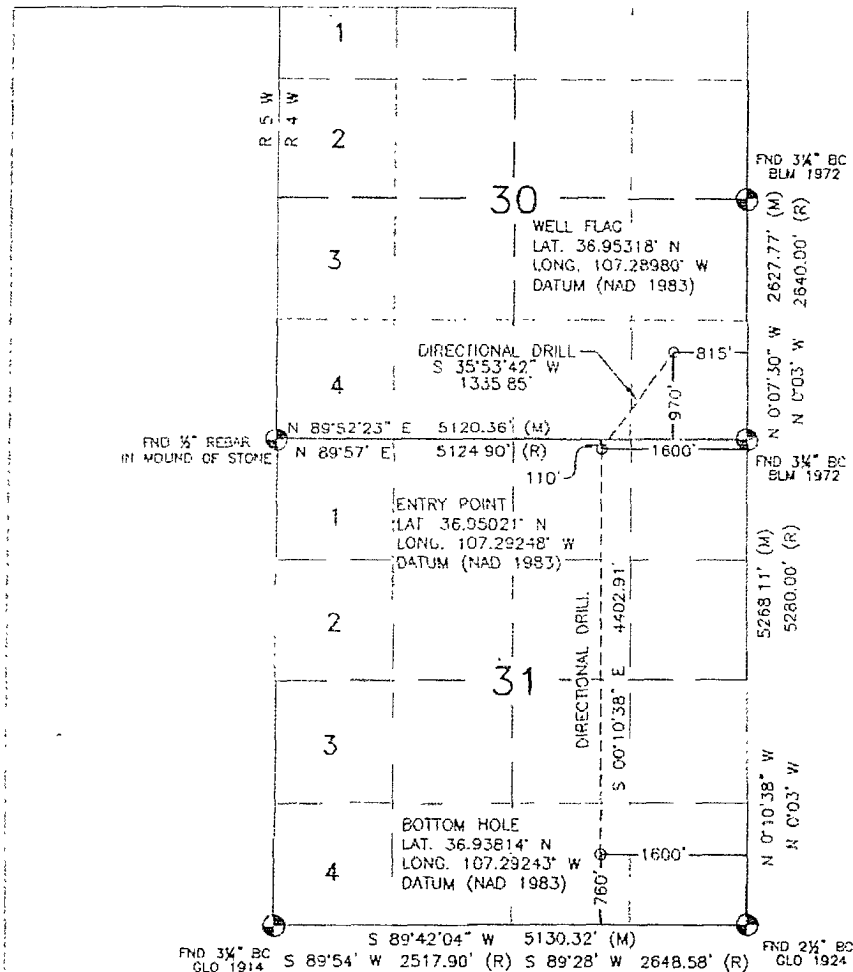 1
R 5 W
R 4 W
2
FND 3¼" BC
BLM 1972
30
WELL FLAG
LAT. 36.95318° N
LONG. 107.28980° W
DATUM (NAD 1983)
3
2627.77' (M)
2640.00' (R)
DIRECTIONAL DRILL
S 35°53'42" W
1335.85'
815'
4
970'
N 0°07'30" W
N 0°03' W
N 89°52'23" E 5120.36' (M)
FND ½" REBAR
IN MOUND OF STONE
N 89°57' E 5124.90' (R)
1600'
FND 3¼" BC
BLM 1972
110'
1
ENTRY POINT
LAT 36.95021° N
LONG. 107.29248° W
DATUM (NAD 1983)
5268.11' (M)
5280.00' (R)
2
DIRECTIONAL DRILL
S 00°10'38" E 4402.91'
31
3
N 0°10'38" W
N 0°03' W
BOTTOM HOLE
LAT. 36.93814° N
LONG. 107.29243° W
DATUM (NAD 1983)
1600'
4
760'
S 89°42'04" W 5130.32' (M)
FND 3¼" BC
GLO 1914
S 89°54' W 2517.90' (R) S 89°28' W 2648.58' (R)
FND 2½" BC
GLO 1924